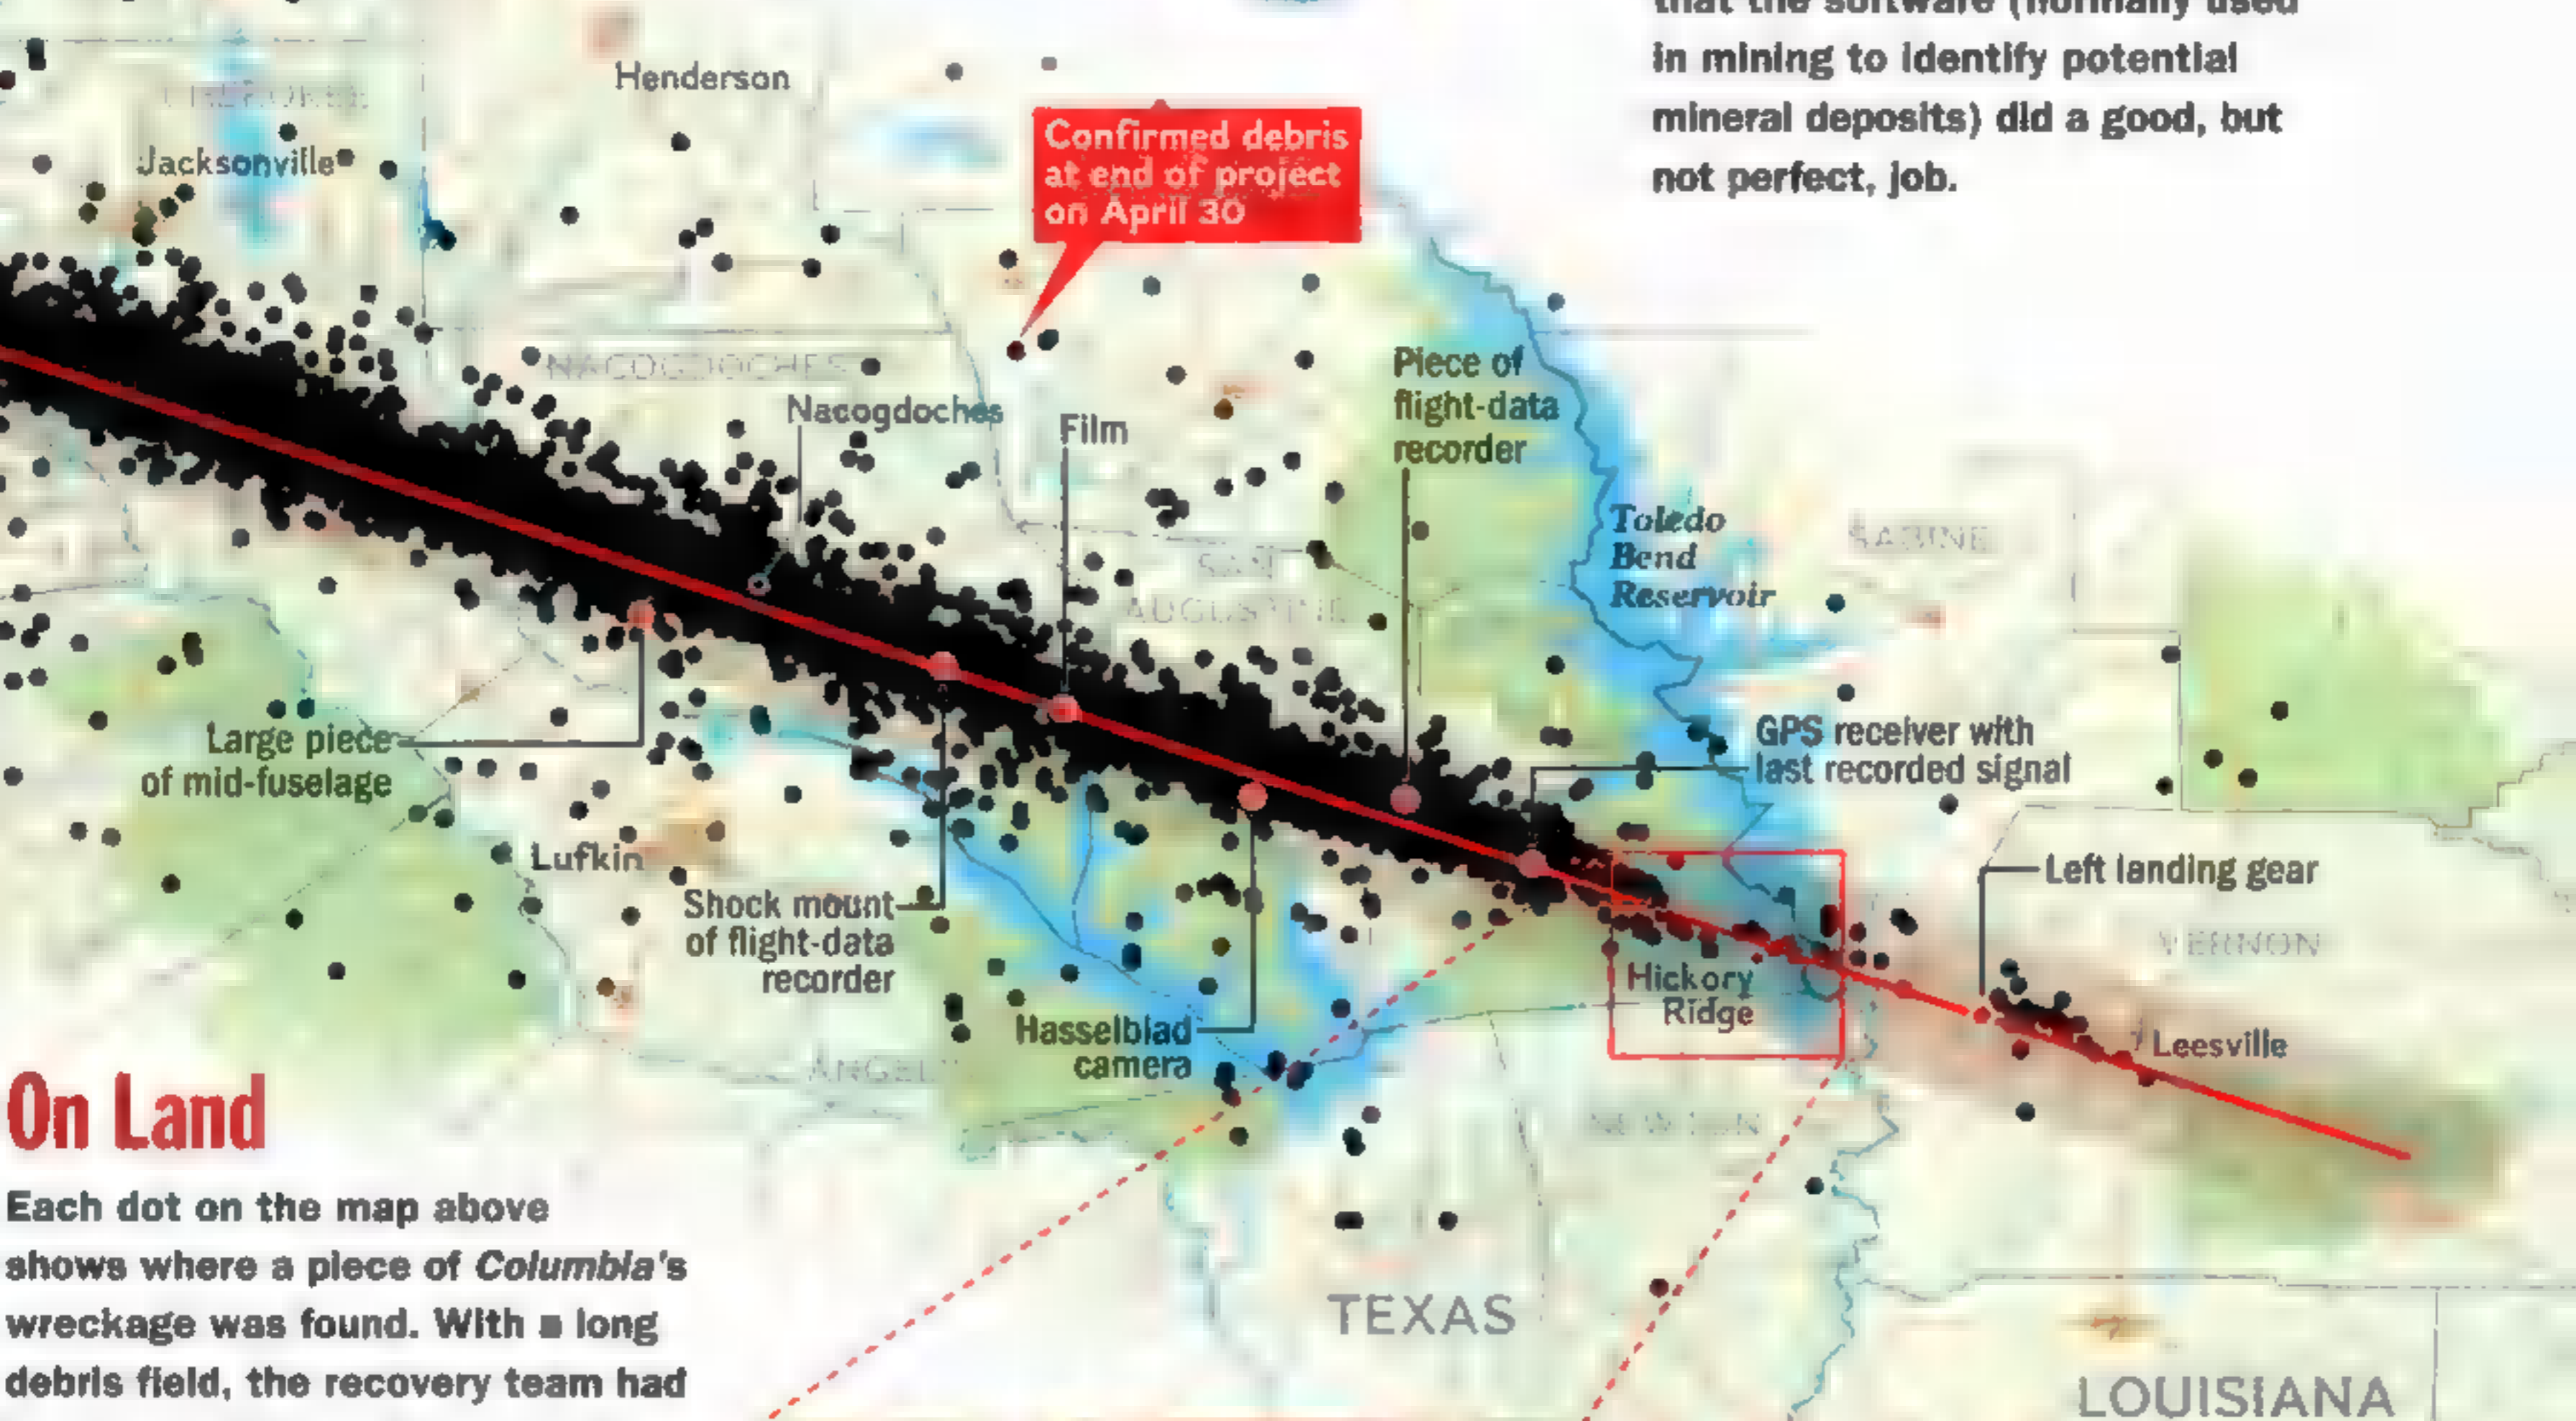 that the software (normally used
in mining to identify potential
mineral deposits) did a good, but
not perfect, job.
Henderson
CHEROKEE
Jacksonville
Confirmed debris
at end of project
on April 30
NACOGDOCHES
Nacogdoches
Film
Piece of
flight-data
recorder
Toledo
Bend
Reservoir
SABINE
SAN
AUGUSTINE
Large piece
of mid-fuselage
GPS receiver with
last recorded signal
Lufkin
Shock mount
of flight-data
recorder
Left landing gear
VERNON
Hickory
Ridge
Hasselblad
camera
Leesville
NEWTON
On Land
Each dot on the map above
shows where a piece of Columbia's
wreckage was found. With a long
debris field, the recovery team had
TEXAS
LOUISIANA